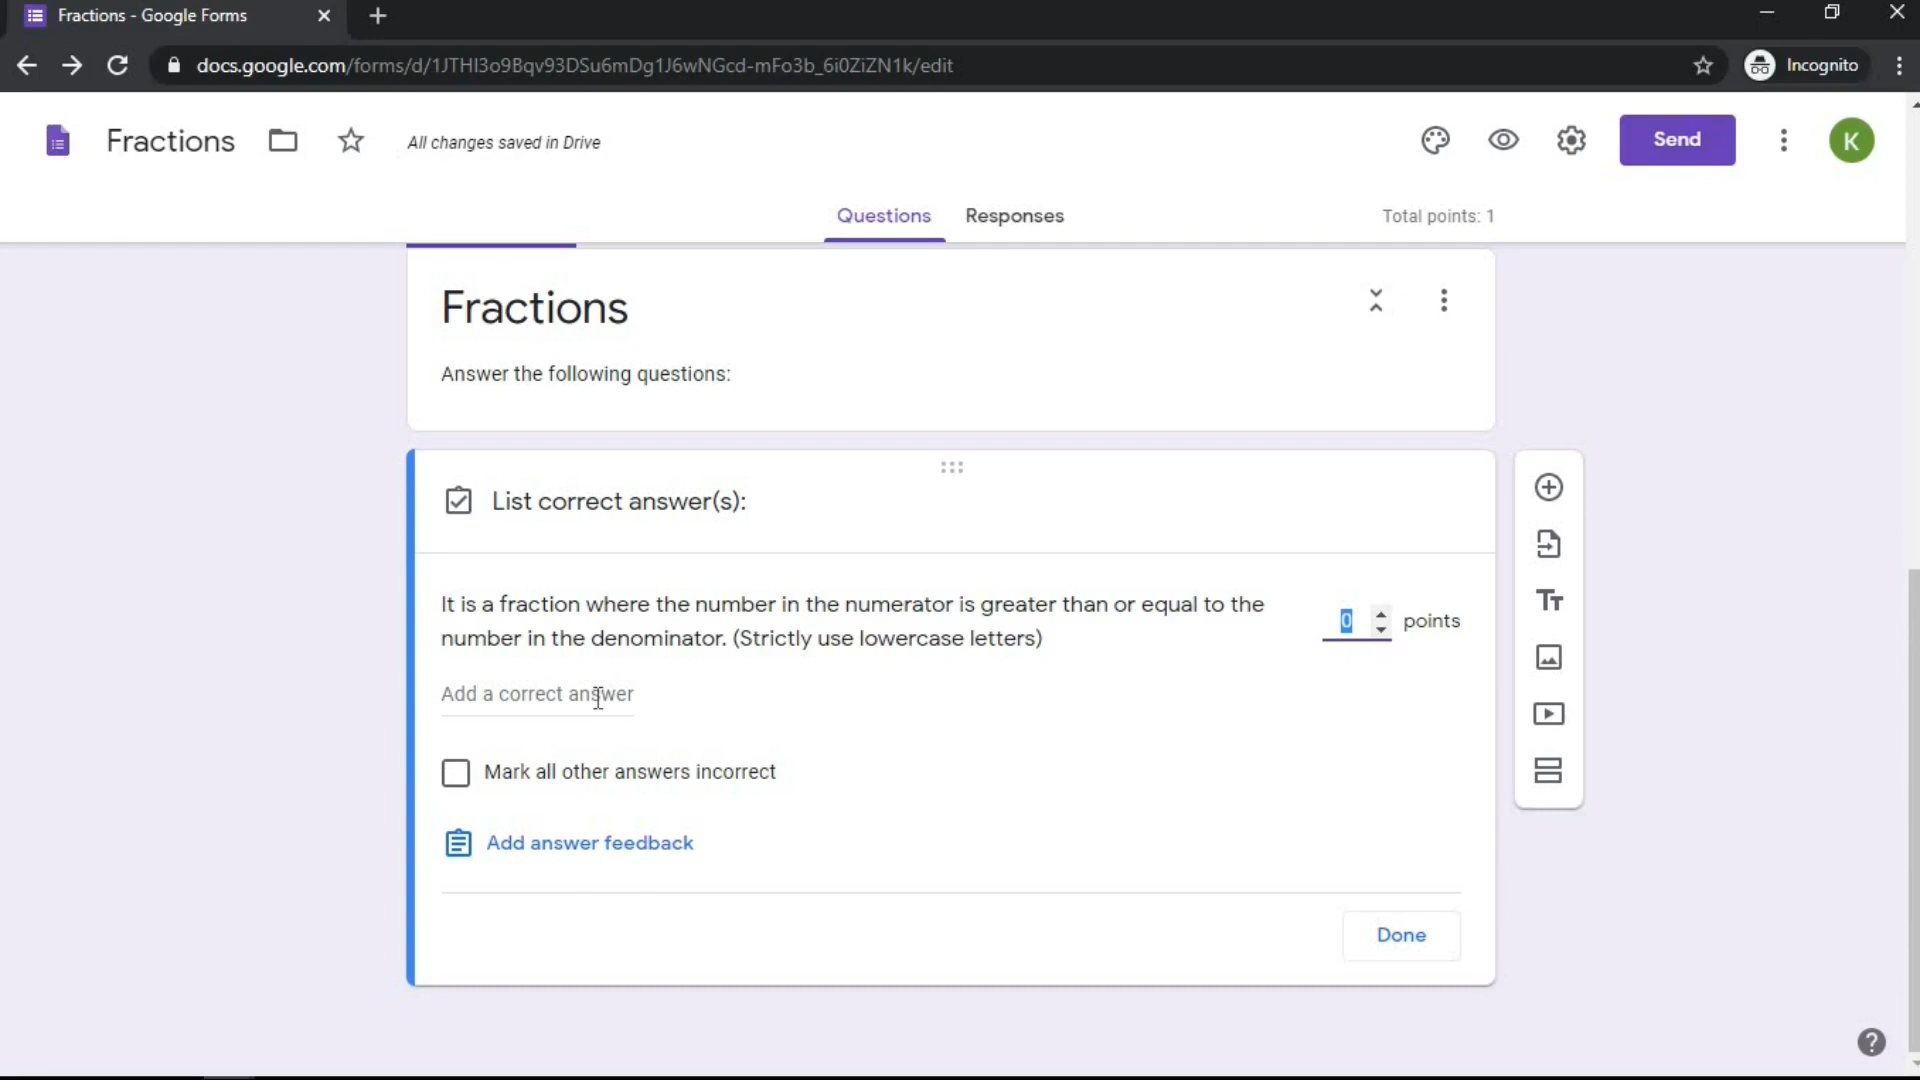 Fractions - Google Forms
docs.google.com/forms/d/1JTHI3o9Bqv93DSu6mDg1J6wNGcd-mFo3b_6i0ZiZN1k/edit
Incognito
Fractions
All changes saved in Drive
Send
K
Questions
Responses
Total points: 1
Fractions
Answer the following questions:
List correct answer(s):
It is a fraction where the number in the numerator is greater than or equal to the
number in the denominator. (Strictly use lowercase letters)
0 points
Add a correct answer
Mark all other answers incorrect
Add answer feedback
Done